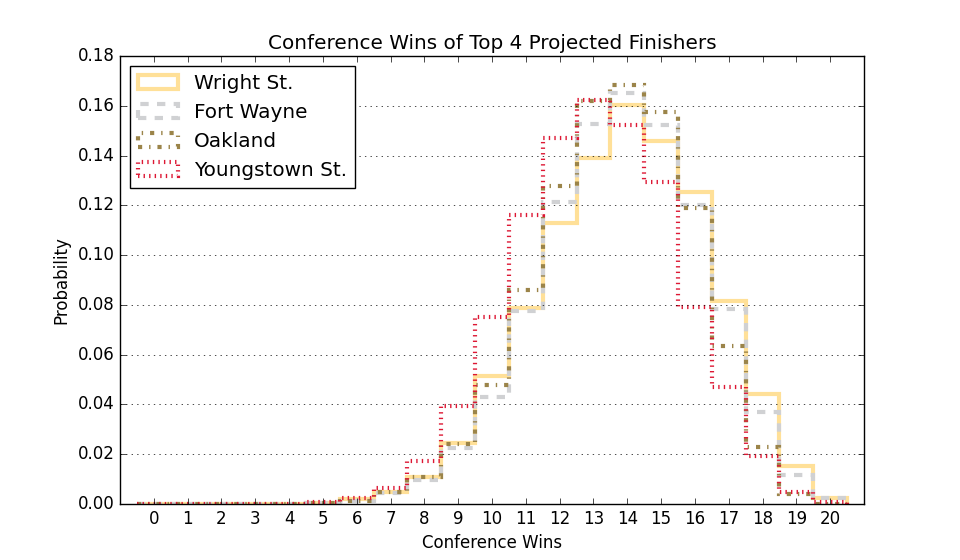 Conference Wins of Top 4 Projected Finishers
Wright St.
Fort Wayne
Oakland
Youngstown St.
0.18
0.16
0.14
0.12
0.10
0.08
0.06
0.04
0.02
0.00
Probability
0 1 2 3 4 5 6 7 8 9 10 11 12 13 14 15 16 17 18 19 20
Conference Wins